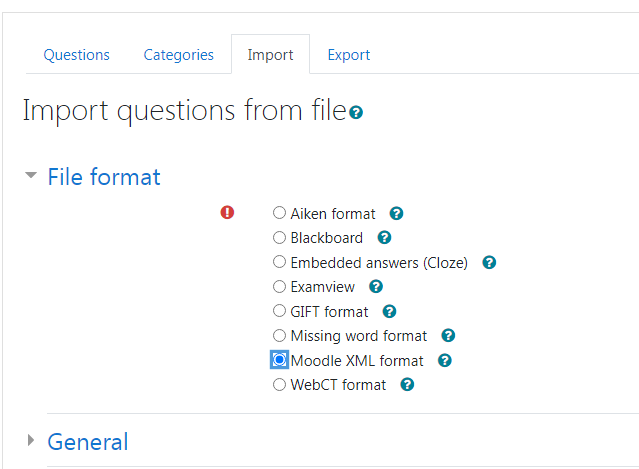 Questions Categories Import Export
Import questions from file
File format
Aiken format
Blackboard
Embedded answers (Cloze)
Examview
GIFT format
Missing word format
Moodle XML format
WebCT format
General